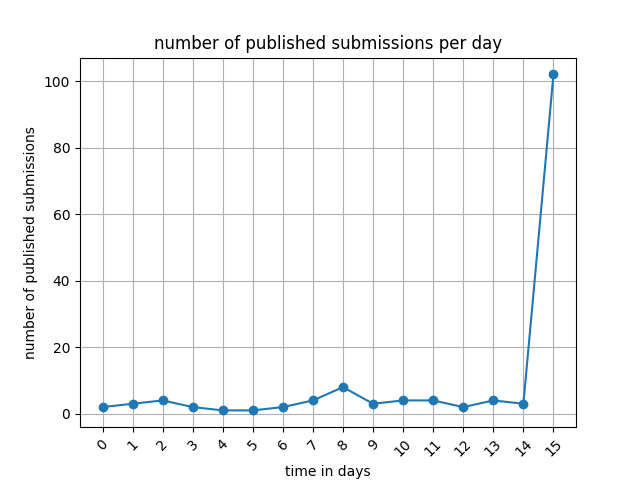 number of published submissions per day
number of published submissions
100
80
60
40
20
0
0 1 2 3 4 5 6 7 8 9 10 11 12 13 14 15
time in days